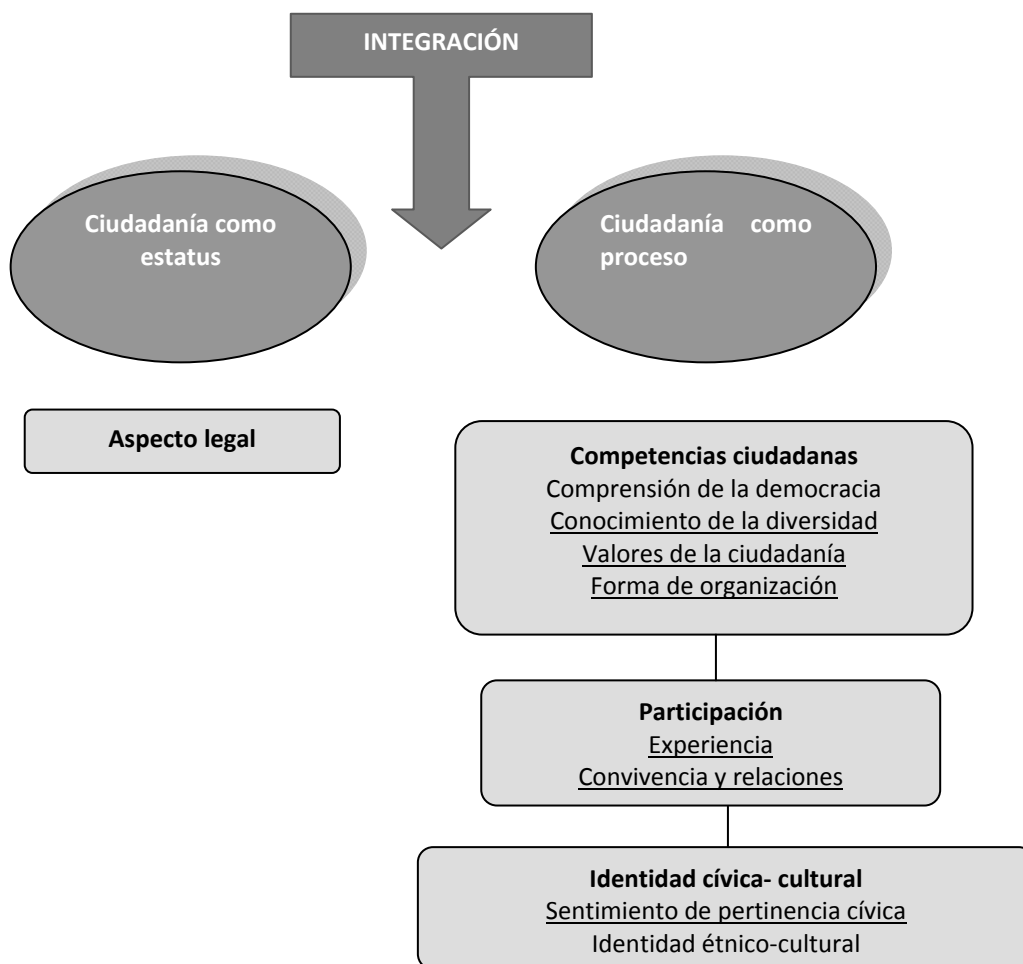 INTEGRACIÓN
Ciudadanía como
estatus
Ciudadanía como
proceso
Aspecto legal
Competencias ciudadanas
Comprensión de la democracia
Conocimiento de la diversidad
Valores de la ciudadanía
Forma de organización
Participación
Experiencia
Convivencia y relaciones
Identidad cívica- cultural
Sentimiento de pertinencia cívica
Identidad étnico-cultural